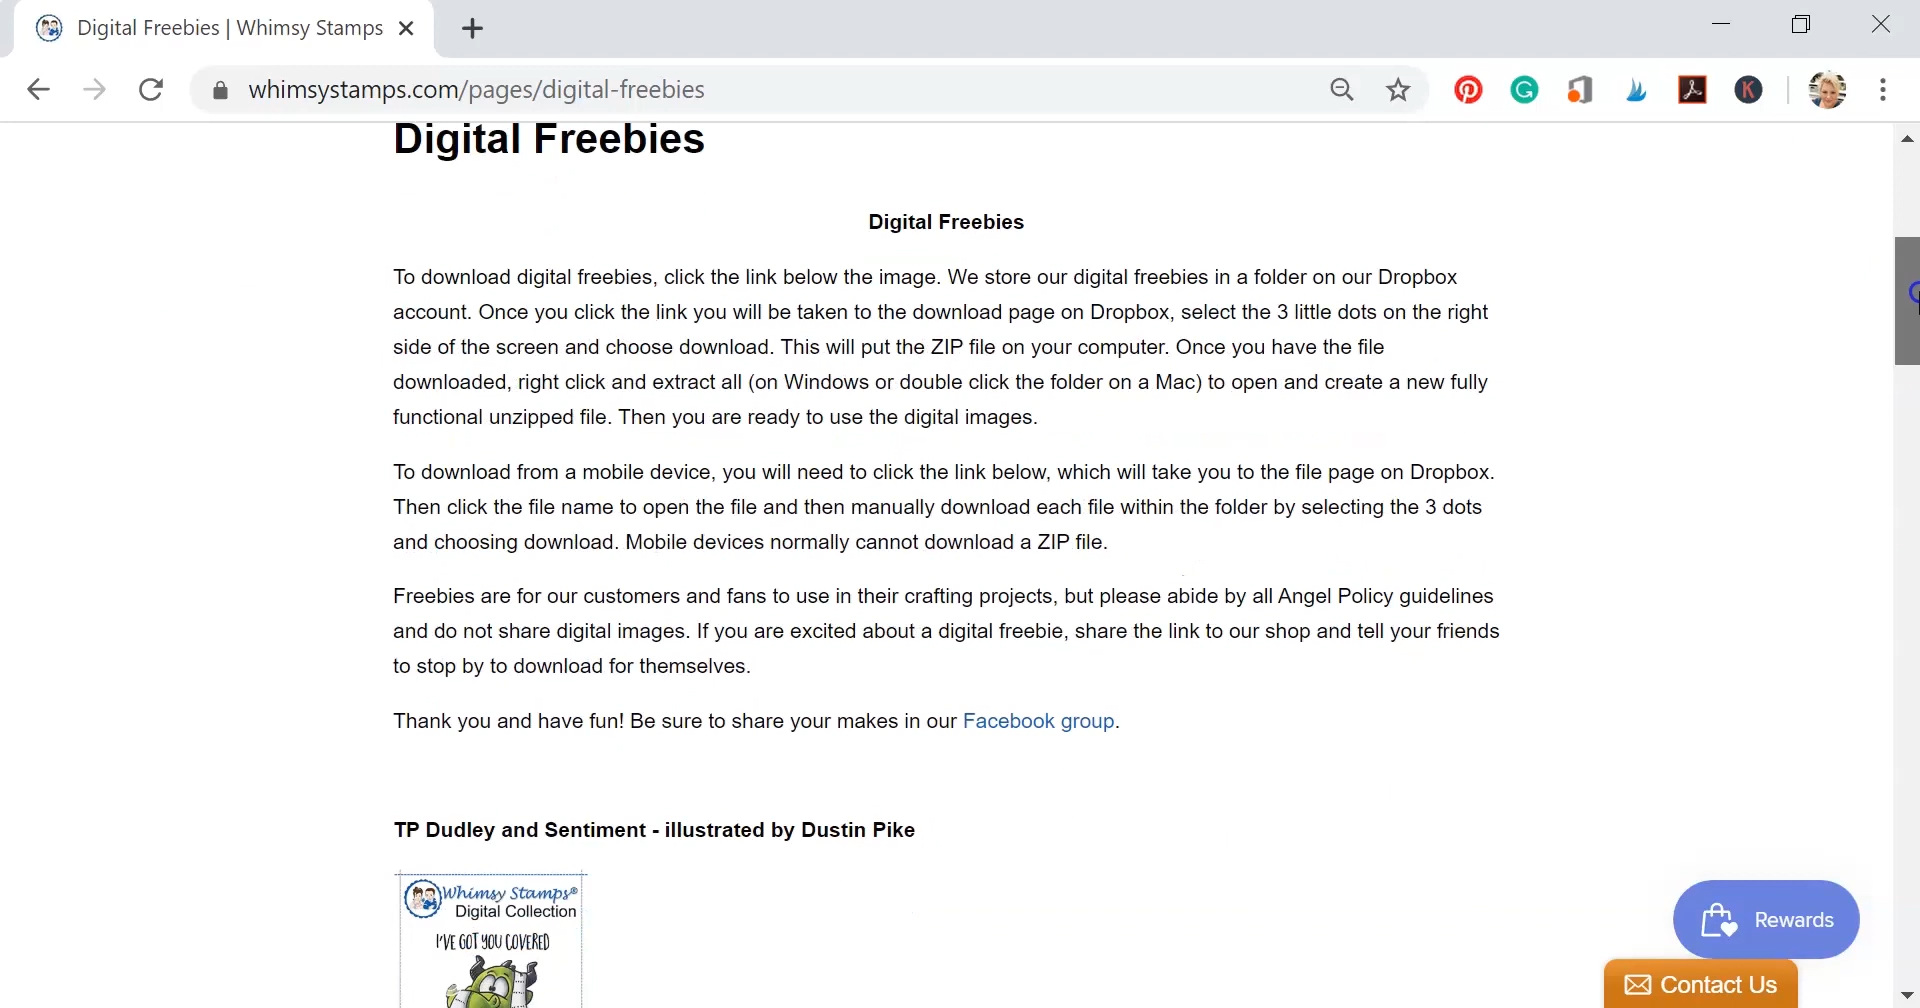 Digital Freebies | Whimsy Stamps
whimsystamps.com/pages/digital-freebies
Digital Freebies
Digital Freebies
To download digital freebies, click the link below the image. We store our digital freebies in a folder on our Dropbox
account. Once you click the link you will be taken to the download page on Dropbox, select the 3 little dots on the right
side of the screen and choose download. This will put the ZIP file on your computer. Once you have the file
downloaded, right click and extract all (on Windows or double click the folder on a Mac) to open and create a new fully
functional unzipped file. Then you are ready to use the digital images.
To download from a mobile device, you will need to click the link below, which will take you to the file page on Dropbox.
Then click the file name to open the file and then manually download each file within the folder by selecting the 3 dots
and choosing download. Mobile devices normally cannot download a ZIP file.
Freebies are for our customers and fans to use in their crafting projects, but please abide by all Angel Policy guidelines
and do not share digital images. If you are excited about a digital freebie, share the link to our shop and tell your friends
to stop by to download for themselves.
Thank you and have fun! Be sure to share your makes in our Facebook group.
TP Dudley and Sentiment - illustrated by Dustin Pike
Whimsy Stamps®
Digital Collection
I'VE GOT YOU COVERED
Rewards
Contact Us